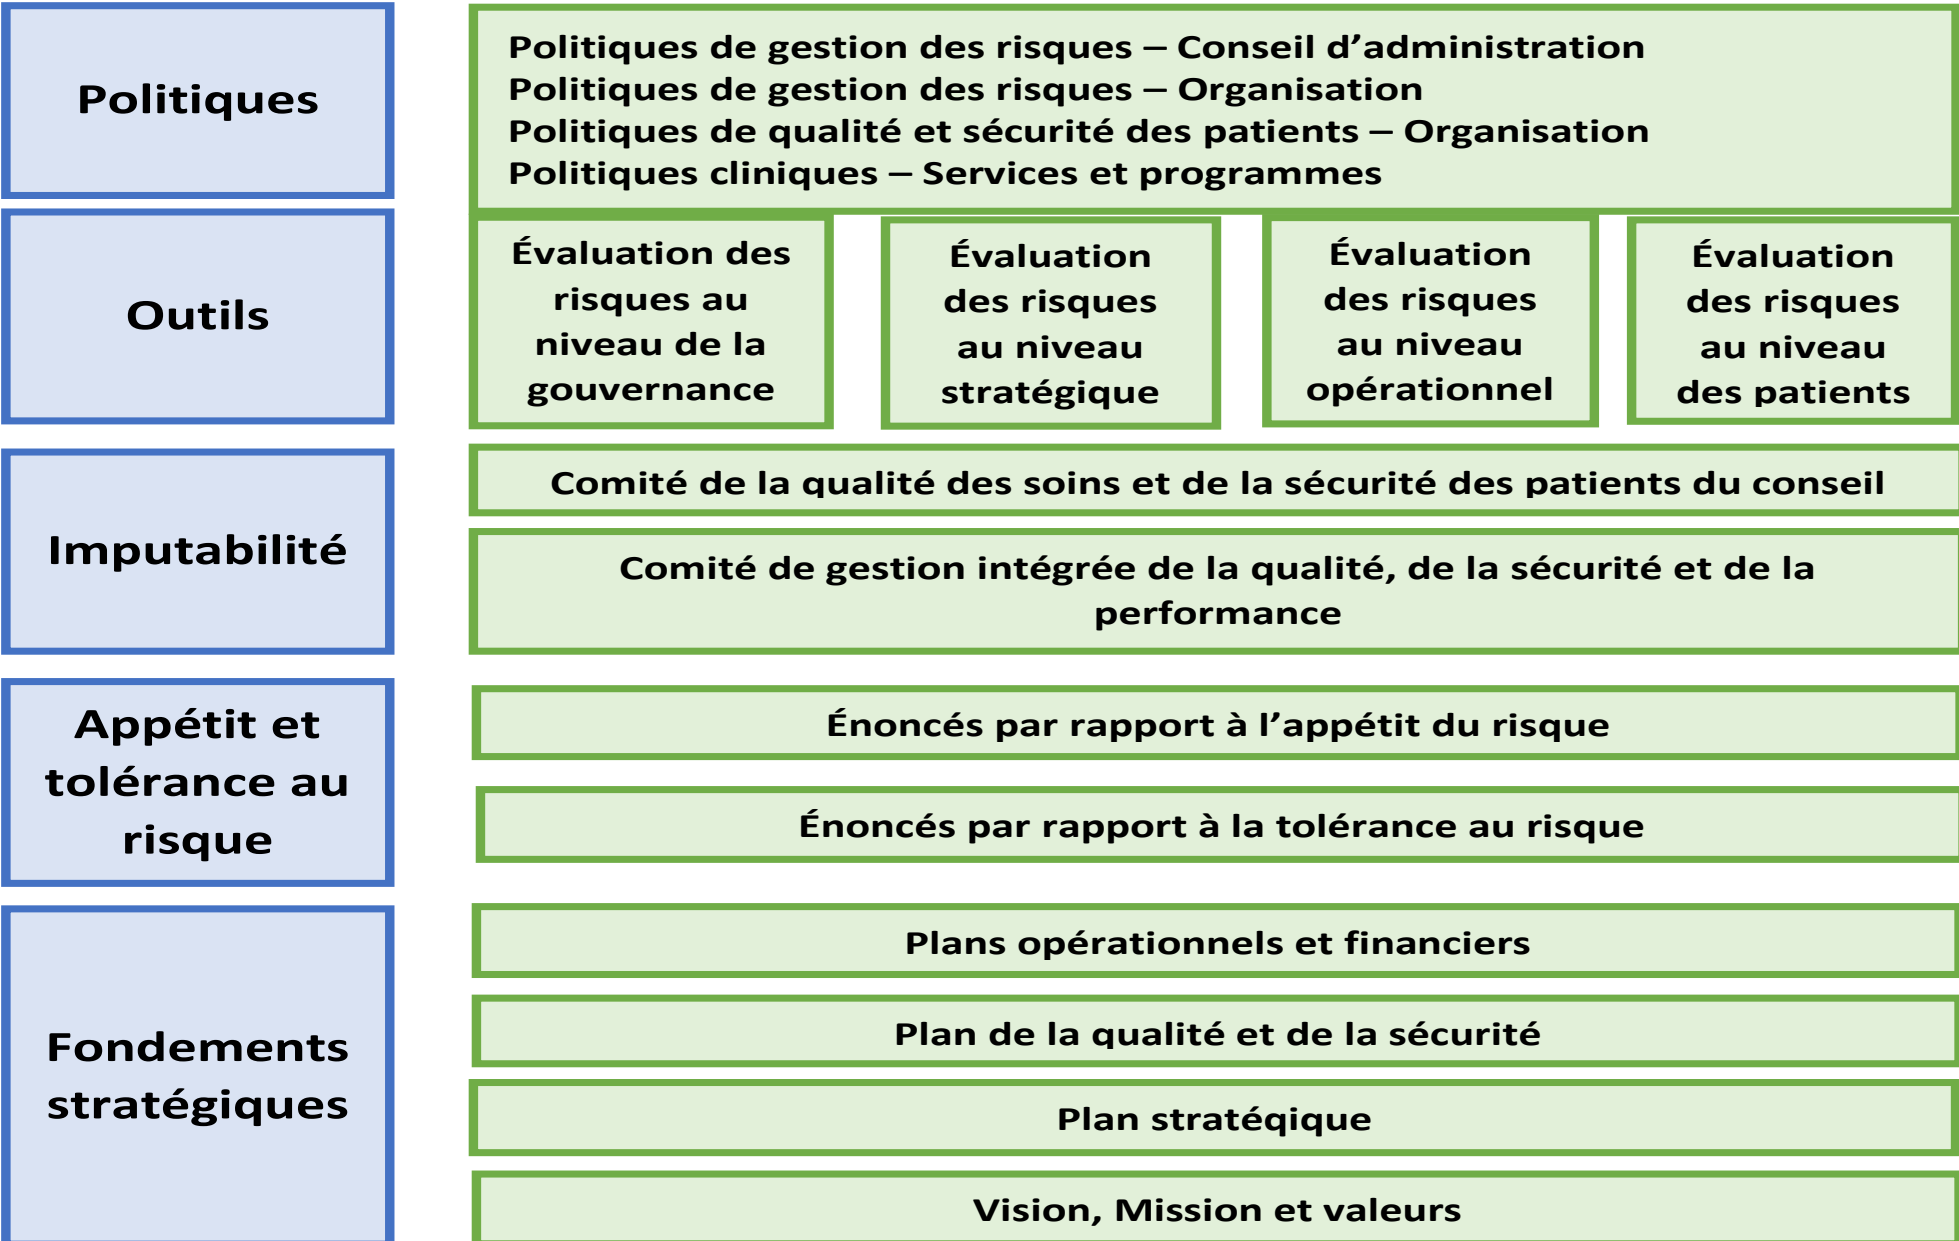 Politiques
Politiques de gestion des risques – Conseil d’administration
Politiques de gestion des risques – Organisation
Politiques de qualité et sécurité des patients – Organisation
Politiques cliniques – Services et programmes
Outils
Évaluation des
risques au
niveau de la
gouvernance
Évaluation
des risques
au niveau
stratégique
Évaluation
des risques
au niveau
opérationnel
Évaluation
des risques
au niveau
des patients
Imputabilité
Comité de la qualité des soins et de la sécurité des patients du conseil
Comité de gestion intégrée de la qualité, de la sécurité et de la
performance
Appétit et
tolérance au
risque
Énoncés par rapport à l’appétit du risque
Énoncés par rapport à la tolérance au risque
Fondements
stratégiques
Plans opérationnels et financiers
Plan de la qualité et de la sécurité
Plan stratégique
Vision, Mission et valeurs